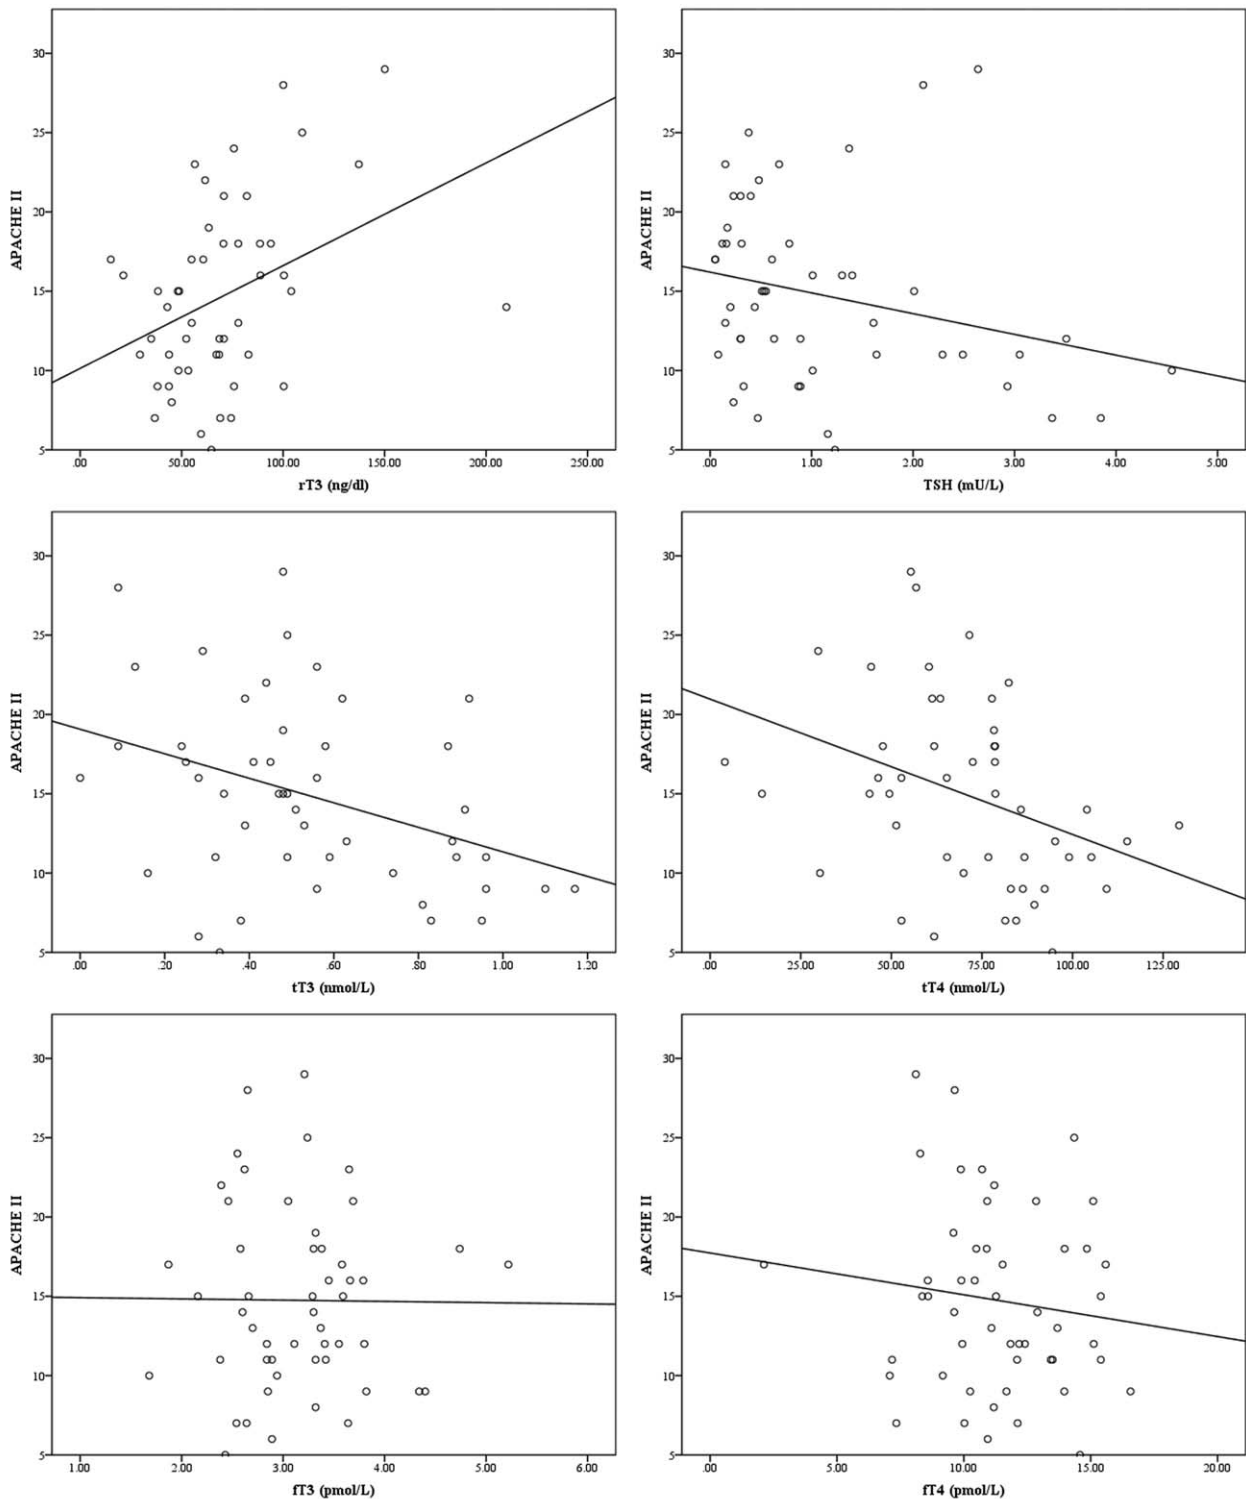 APACHE II
30
25
20
15
10
5
.00 50.00 100.00 150.00 200.00 250.00
rT3 (ng/dl)
APACHE II
30
25
20
15
10
5
.00 1.00 2.00 3.00 4.00 5.00
TSH (mU/L)
APACHE II
30
25
20
15
10
5
.00 .20 .40 .60 .80 1.00 1.20
tT3 (nmol/L)
APACHE II
30
25
20
15
10
5
.00 25.00 50.00 75.00 100.00 125.00
tT4 (nmol/L)
APACHE II
30
25
20
15
10
5
1.00 2.00 3.00 4.00 5.00 6.00
fT3 (pmol/L)
APACHE II
30
25
20
15
10
5
.00 5.00 10.00 15.00 20.00
fT4 (pmol/L)